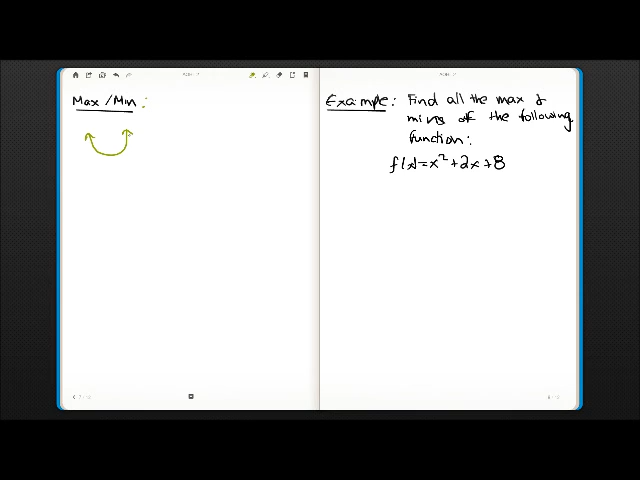 Max/Min:
Example: Find all the max &
mins of the following
function:
f(x)=x²+2x+8